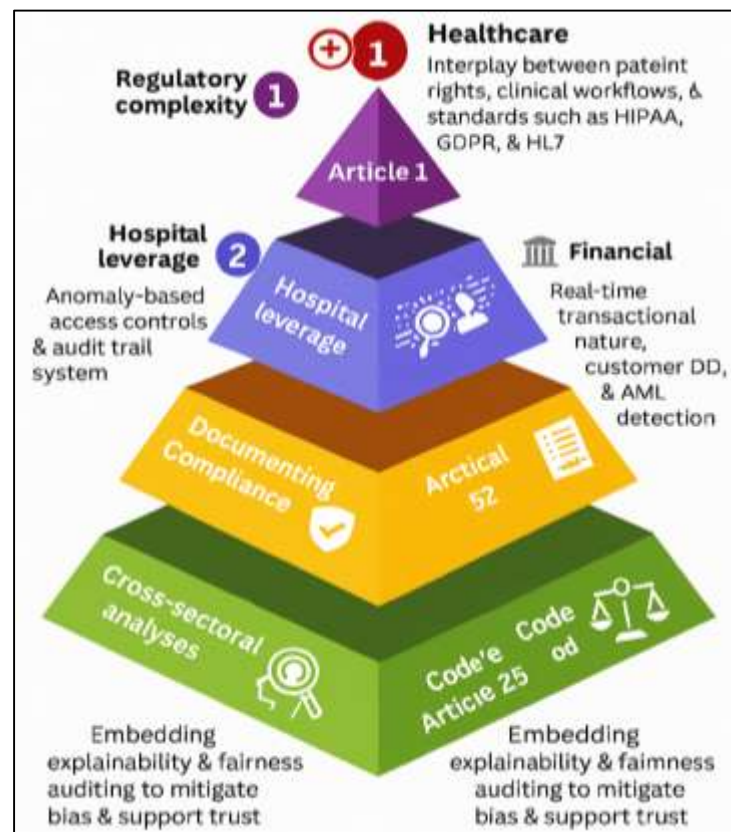 1
Healthcare
Interplay between pateint
rights, clinical workflows, &
standards such as HIPAA,
GDPR, & HL7
Regulatory
complexity
1
Article 1
Hospital
leverage
2
Anomaly-based
access controls
& audit trail
system
Hospital
leverage
Financial
Real-time
transactional
nature,
customer DD,
& AML
detection
Documenting
Compliance
Arctical
52
Cross-sectoral
analyses
Code'e Code
Article 25 od
Embedding
explainability & fairness
auditing to mitigate
bias & support trust
Embedding
explainability & faimness
auditing to mitigate
bias & support trust